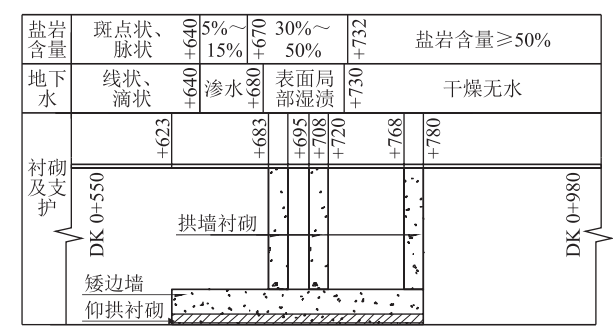 盐岩
含量
斑点状、
脉状
+640
5%~
15%
+670
30%~
50%
+732
盐岩含量≥50%
地下
水
线状、
滴状
+640
渗水
+680
表面局
部湿渍
+730
干燥无水
衬砌
及支
护
+623
+683
+695
+708
+720
+768
+780
DK 0+550
DK 0+980
拱墙衬砌
矮边墙
仰拱衬砌